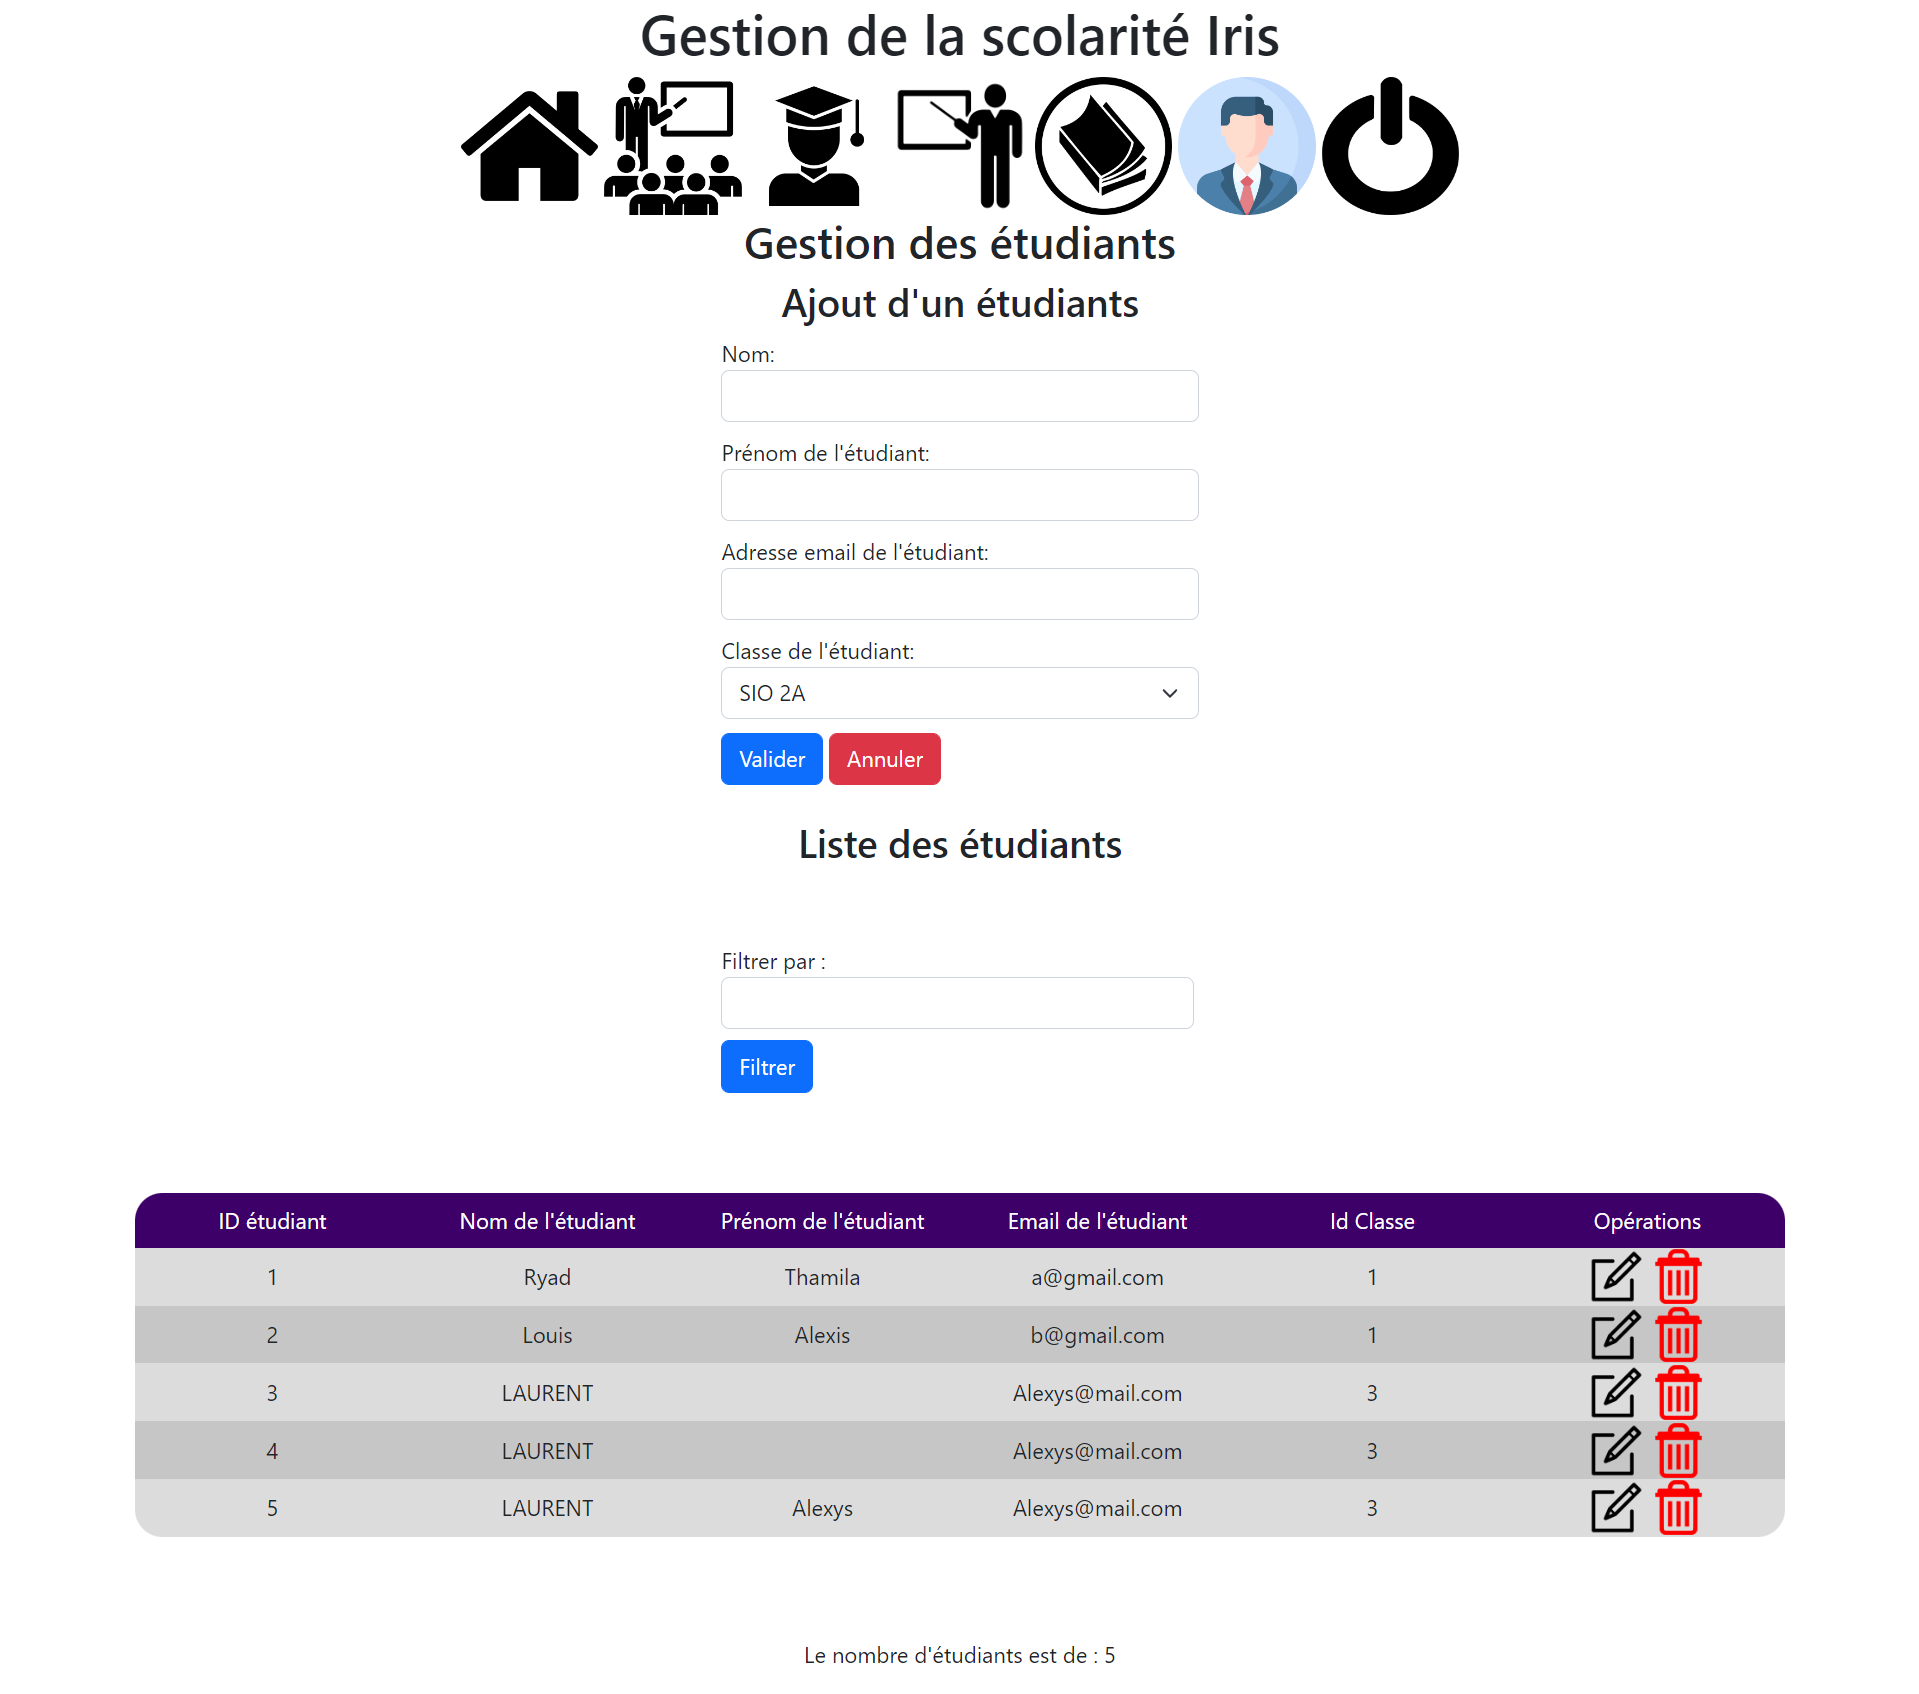 Gestion de la scolarité Iris
Gestion des étudiants
Ajout d'un étudiants
Nom:
Prénom de l'étudiant:
Adresse email de l'étudiant:
Classe de l'étudiant:
SIO 2A
Valider Annuler
Liste des étudiants
Filtrer par :
Filtrer
ID étudiant Nom de l'étudiant Prénom de l'étudiant Email de l'étudiant Id Classe Opérations
1 Ryad Thamila a@gmail.com 1
2 Louis Alexis b@gmail.com 1
3 LAURENT Alexys@mail.com 3
4 LAURENT Alexys@mail.com 3
5 LAURENT Alexys Alexys@mail.com 3
Le nombre d'étudiants est de : 5